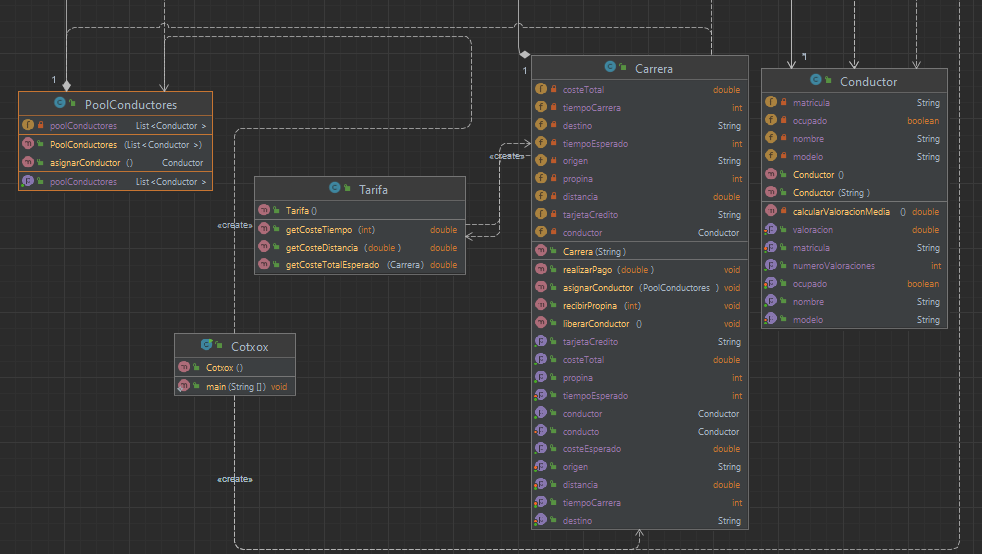 1
PoolConductores
poolConductores List<Conductor >
PoolConductores (List<Conductor >)
asignarConductor () Conductor
poolConductores List<Conductor >
«create»
Tarifa
Tarifa ()
getCosteTiempo (int) double
getCosteDistancia (double ) double
getCosteTotalEsperado (Carrera) double
Cotxox
Cotxox ()
main (String []) void
«create»
«create»
1
Carrera
costeTotal double
tiempoCarrera int
destino String
tiempoEsperado int
origen String
propina int
distancia double
tarjetaCredito String
conductor Conductor
Carrera (String )
realizarPago (double ) void
asignarConductor (PoolConductores ) void
recibirPropina (int) void
liberarConductor () void
tarjetaCredito String
costeTotal double
propina int
tiempoEsperado int
conductor Conductor
conducto Conductor
costeEsperado double
origen String
distancia double
tiempoCarrera int
destino String
1
Conductor
matricula String
ocupado boolean
nombre String
modelo String
Conductor ()
Conductor (String )
calcularValoracionMedia () double
valoracion double
matricula String
numeroValoraciones int
ocupado boolean
nombre String
modelo String